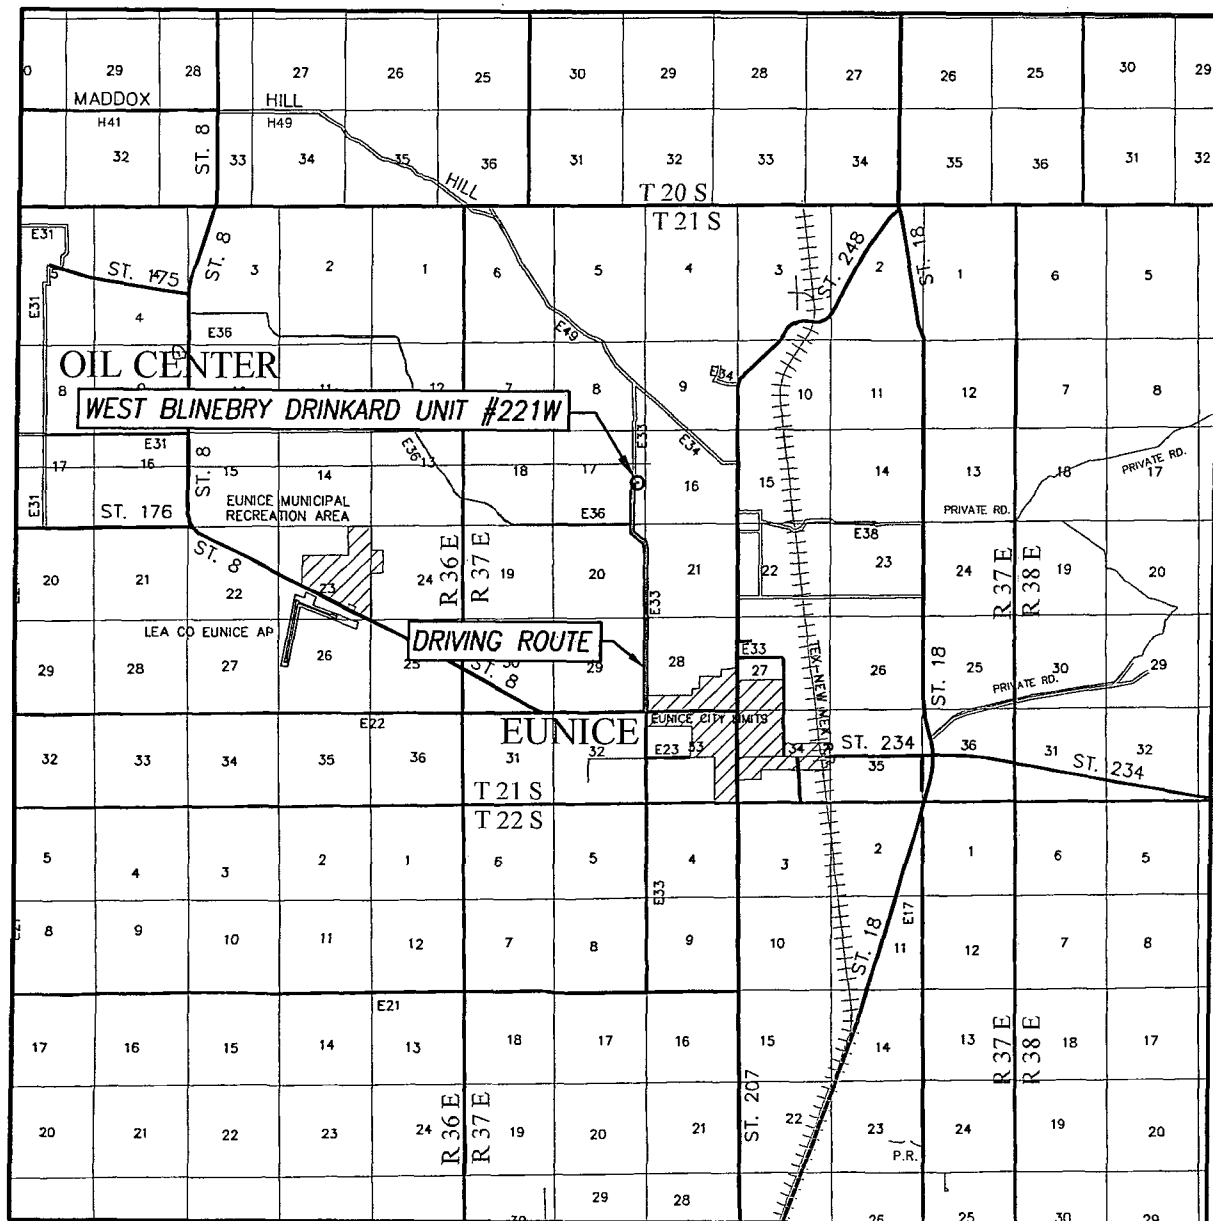 29 28 27 26 25 30 29 28 27 26 25 30 29
MADDOX HILL
H41 H49
32 ST. 8 33 34 35 36 31 32 33 34 35 36 31 32
HILL
T 20 S
T 21 S
E31 5 ST. 175 ST. 8 3 2 1 6 5 4 3 ST. 248 2 ST. 18 1 6 5
E31 4 E36 E49
OIL CENTER
8 11 12 7 8 9 E34 10 11 12 7 8
WEST BLINEBRY DRINKARD UNIT #221W
E31 E36 E33 E34
17 16 ST. 8 15 14 13 18 17 16 15 14 13 18 PRIVATE RD. 17
E31 ST. 176 EUNICE MUNICIPAL
RECREATION AREA
E36 E38 PRIVATE RD.
ST. 8
20 21 22 23 24 R 36 E R 37 E 19 20 21 22 23 24 R 37 E R 38 E 19 20
E33
LEA CO EUNICE AP
DRIVING ROUTE
E33
29 28 27 26 25 ST. 8 29 28 27 TEX-NEW MEX 26 ST. 18 25 30 29
PRIVATE RD.
E22 EUNICE EUNICE CITY LIMITS
32 33 34 35 36 31 32 E23 33 34 ST. 234 35 36 31 32
ST. 234
T 21 S
T 22 S
5 4 3 2 1 6 5 4 3 2 1 6 5
E33 E17
8 9 10 11 12 7 8 9 10 ST. 18 11 12 7 8
E21
17 16 15 14 13 18 17 16 15 14 13 R 37 E R 38 E 18 17
ST. 207
20 21 22 23 24 R 36 E R 37 E 19 20 21 22 23 24 19 20
P.R.
29 28
30 26 25 30 29